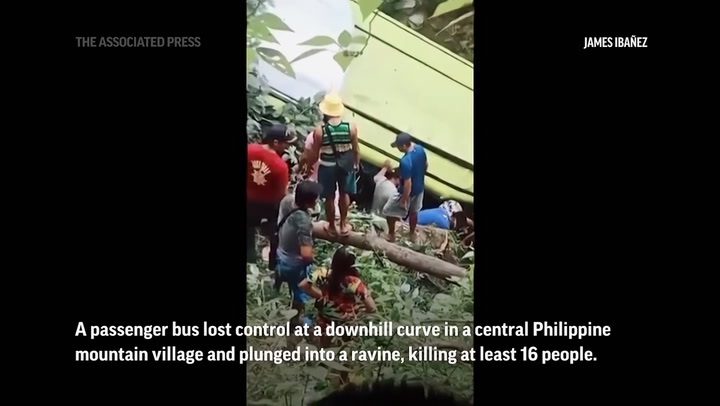 THE ASSOCIATED PRESS
JAMES IBAÑEZ
A passenger bus lost control at a downhill curve in a central Philippine
mountain village and plunged into a ravine, killing at least 16 people.